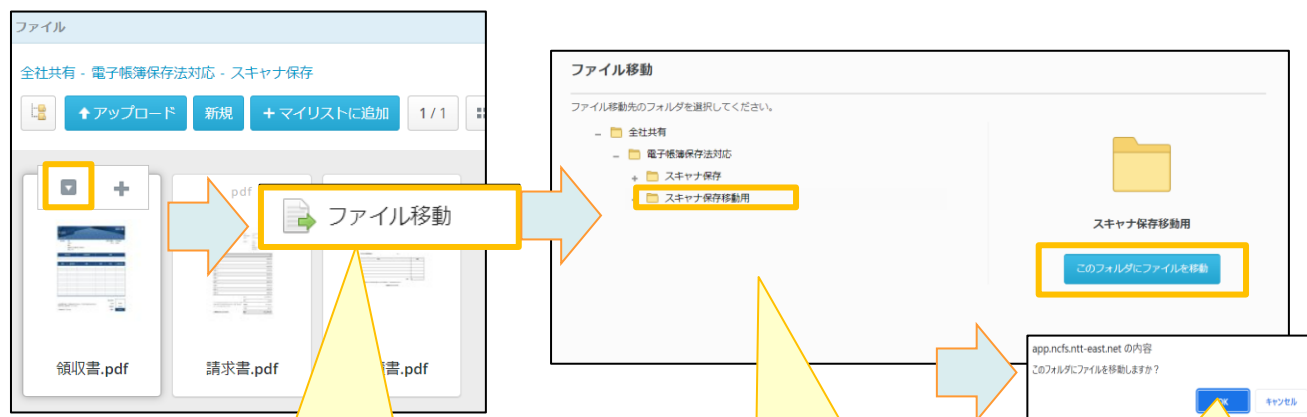 ファイル
全社共有 - 電子帳簿保存法対応 - スキャナ保存
アップロード 新規 +マイリストに追加 1 / 1
pdf
ファイル移動
領収書.pdf
請求書.pdf
書.pdf
ファイル移動
ファイル移動先のフォルダを選択してください。
全社共有
電子帳簿保存法対応
スキャナ保存
スキャナ保存移動用
スキャナ保存移動用
このフォルダにファイルを移動
app.ncfs.ntt-east.net の内容
このフォルダにファイルを移動しますか？
OK キャンセル